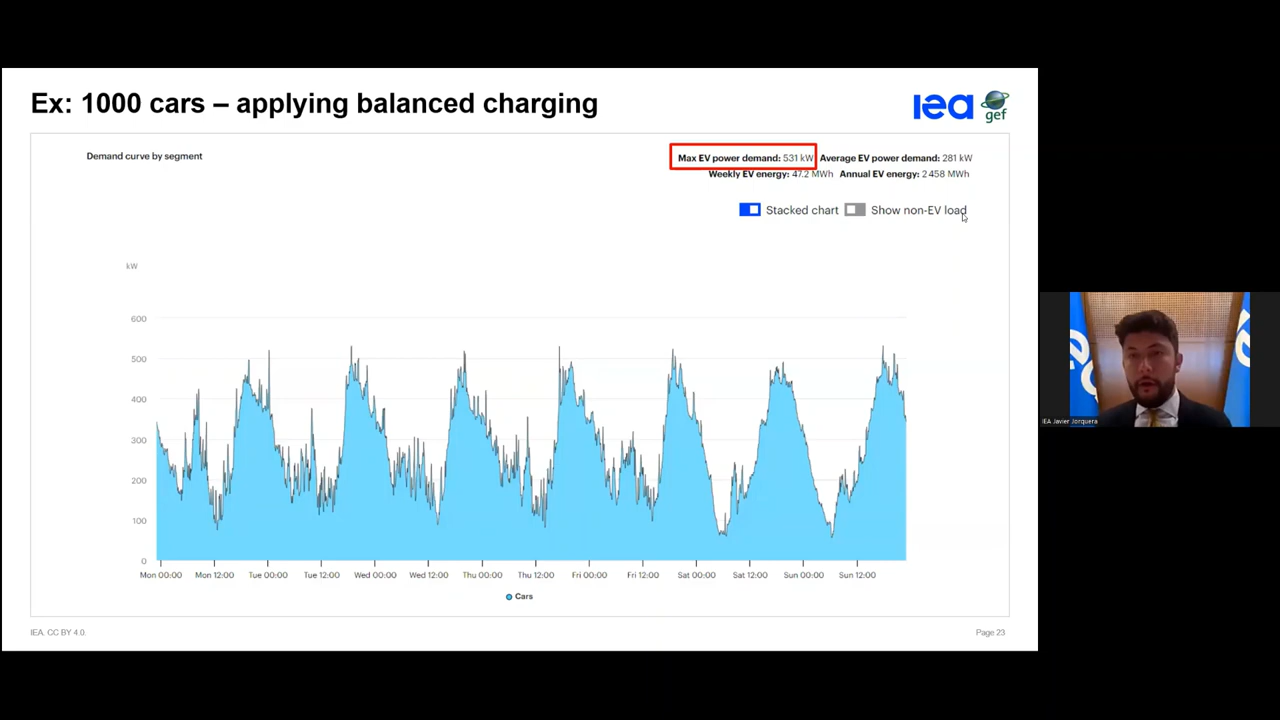 Ex: 1000 cars – applying balanced charging
iea
gef
Demand curve by segment
Max EV power demand: 531 kW Average EV power demand: 281 kW
Weekly EV energy: 47.2 MWh Annual EV energy: 2 458 MWh
Stacked chart Show non-EV load
kW
600
500
400
300
200
100
0
Mon 00:00 Mon 12:00 Tue 00:00 Tue 12:00 Wed 00:00 Wed 12:00 Thu 00:00 Thu 12:00 Fri 00:00 Fri 12:00 Sat 00:00 Sat 12:00 Sun 00:00 Sun 12:00
Cars
IEA. CC BY 4.0.
Page 23
IEA Javier Jorquera